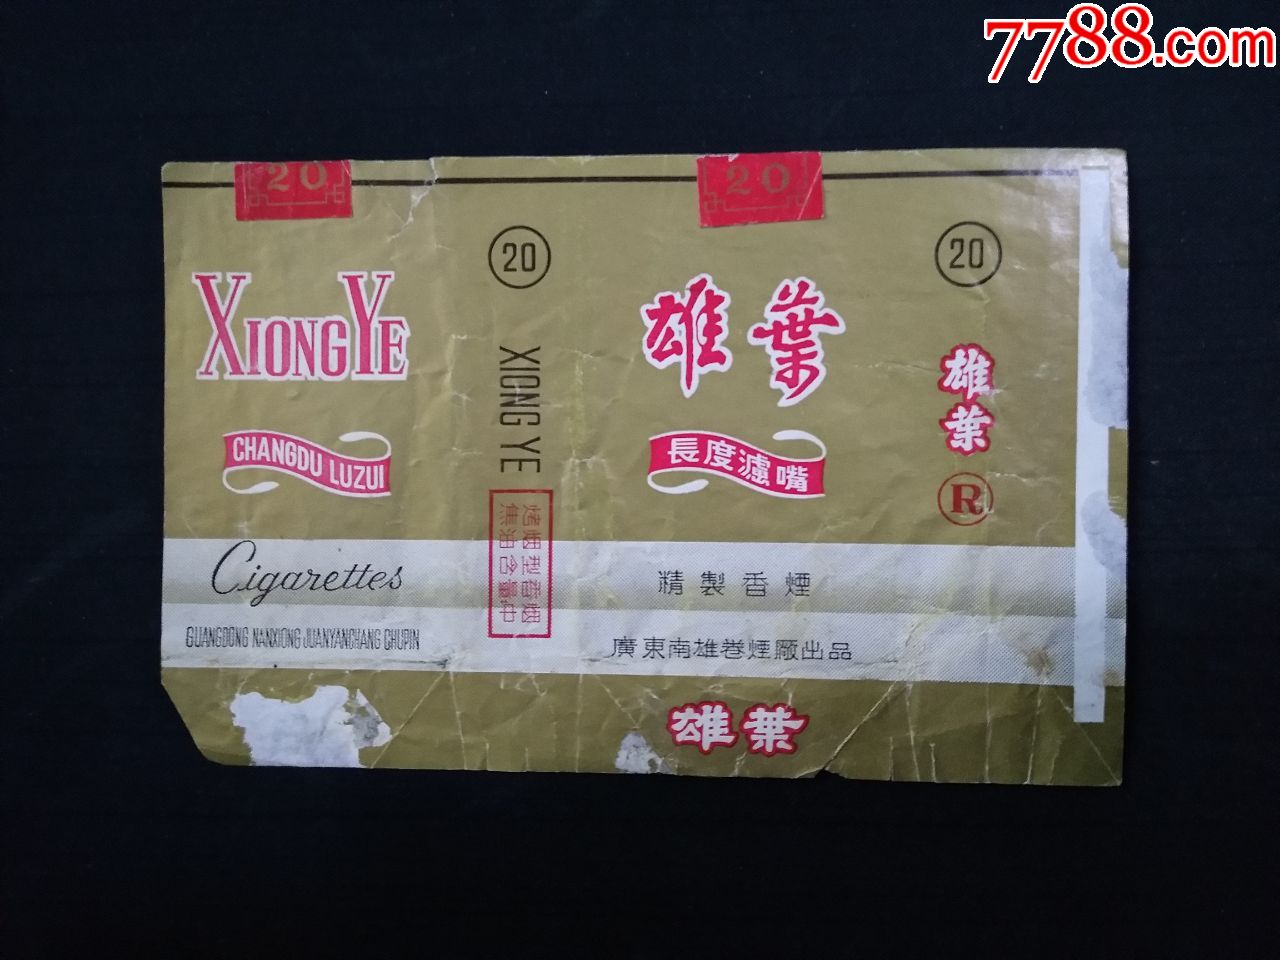 7788.com
20
XIONG YE
CHANGDU LUZUI
Cigarettes
GUANGDONG NANXIONG JUANYANCHANG CHUPIN
20
XIONG YE
烤烟型香烟
焦油含量中
20
雄葉
長度濾嘴
精製香煙
廣東南雄卷煙廠出品
雄葉
20
雄葉
R